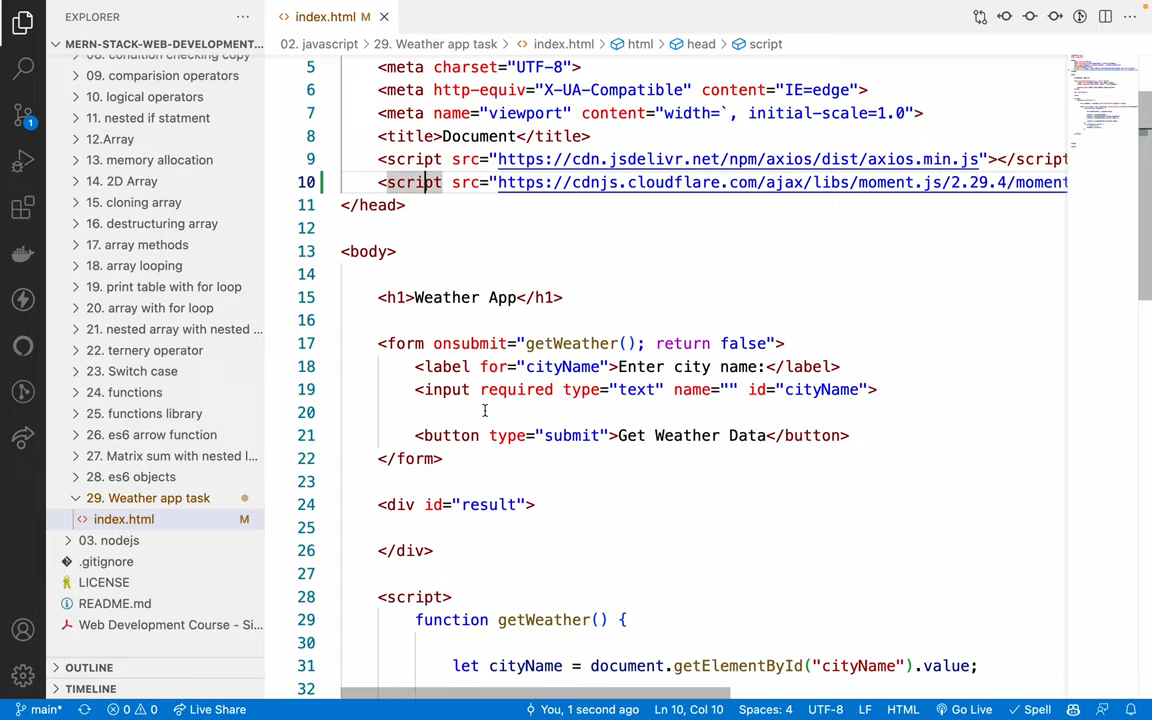 EXPLORER
MERN-STACK-WEB-DEVELOPMENT...
08. condition checking copy
09. comparision operators
10. logical operators
11. nested if statment
12.Array
13. memory allocation
14. 2D Array
15. cloning array
16. destructuring array
17. array methods
18. array looping
19. print table with for loop
20. array with for loop
21. nested array with nested ...
22. ternery operator
23. Switch case
24. functions
25. functions library
26. es6 arrow function
27. Matrix sum with nested l...
28. es6 objects
29. Weather app task
index.html M
03. nodejs
.gitignore
LICENSE
README.md
Web Development Course - Si...
OUTLINE
TIMELINE
1
index.html M
02. javascript > 29. Weather app task > index.html > html > head > script
5 <meta charset="UTF-8">
6 <meta http-equiv="X-UA-Compatible" content="IE=edge">
7 <meta name="viewport" content="width=`, initial-scale=1.0">
8 <title>Document</title>
9 <script src="https://cdn.jsdelivr.net/npm/axios/dist/axios.min.js"></script
10 <script src="https://cdnjs.cloudflare.com/ajax/libs/moment.js/2.29.4/moment
11 </head>
12
13 <body>
14
15 <h1>Weather App</h1>
16
17 <form onsubmit="getWeather(); return false">
18 <label for="cityName">Enter city name:</label>
19 <input required type="text" name="" id="cityName">
20
21 <button type="submit">Get Weather Data</button>
22 </form>
23
24 <div id="result">
25
26 </div>
27
28 <script>
29 function getWeather() {
30
31 let cityName = document.getElementById("cityName").value;
32
main* 0 0 Live Share You, 1 second ago Ln 10, Col 10 Spaces: 4 UTF-8 LF HTML Go Live Spell